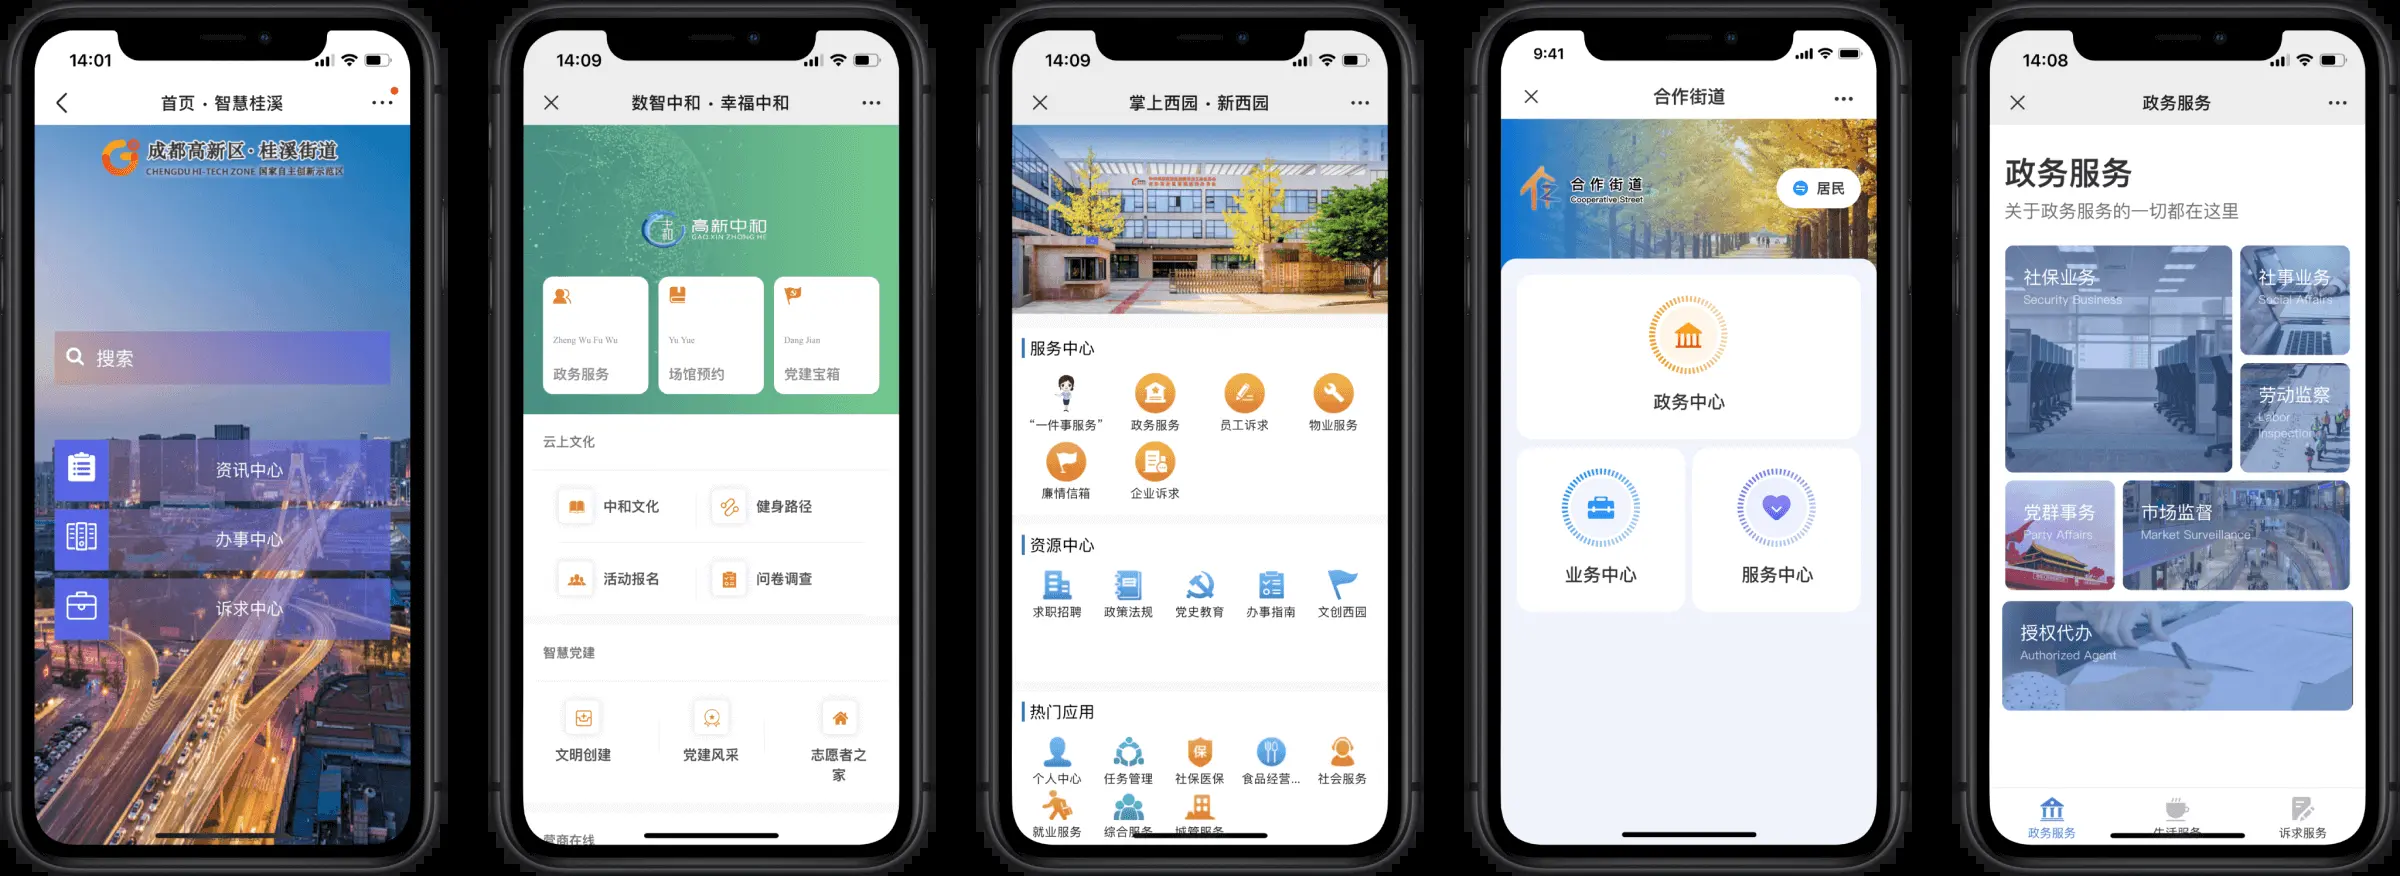 14:01
首页 · 智慧桂溪
成都高新区·桂溪街道
CHENGDU HI-TECH ZONE 国家自主创新示范区
搜索
资讯中心
办事中心
诉求中心
14:09
数智中和 · 幸福中和
中和
高新中和
GAO XIN ZHONG HE
Zheng Wu Fu Wu
Yu Yue
Dang Jian
政务服务
场馆预约
党建宝箱
云上文化
中和文化
健身路径
活动报名
问卷调查
智慧党建
文明创建
党建风采
志愿者之
家
营商在线
14:09
掌上西园 · 新西园
服务中心
“一件事服务”
政务服务
员工诉求
物业服务
廉情信箱
企业诉求
资源中心
求职招聘
政策法规
党史教育
办事指南
文创西园
热门应用
保
个人中心
任务管理
社保医保
食品经营...
社会服务
就业服务
综合服务
城管服务
9:41
合作街道
合作街道
Cooperative Street
居民
政务中心
业务中心
服务中心
14:08
政务服务
政务服务
关于政务服务的一切都在这里
社保业务
Security Business
社事业务
Social Affairs
劳动监察
Labor
Inspection
党群事务
Party Affairs
市场监督
Market Surveillance
授权代办
Authorized Agent
政务服务
生活服务
诉求服务